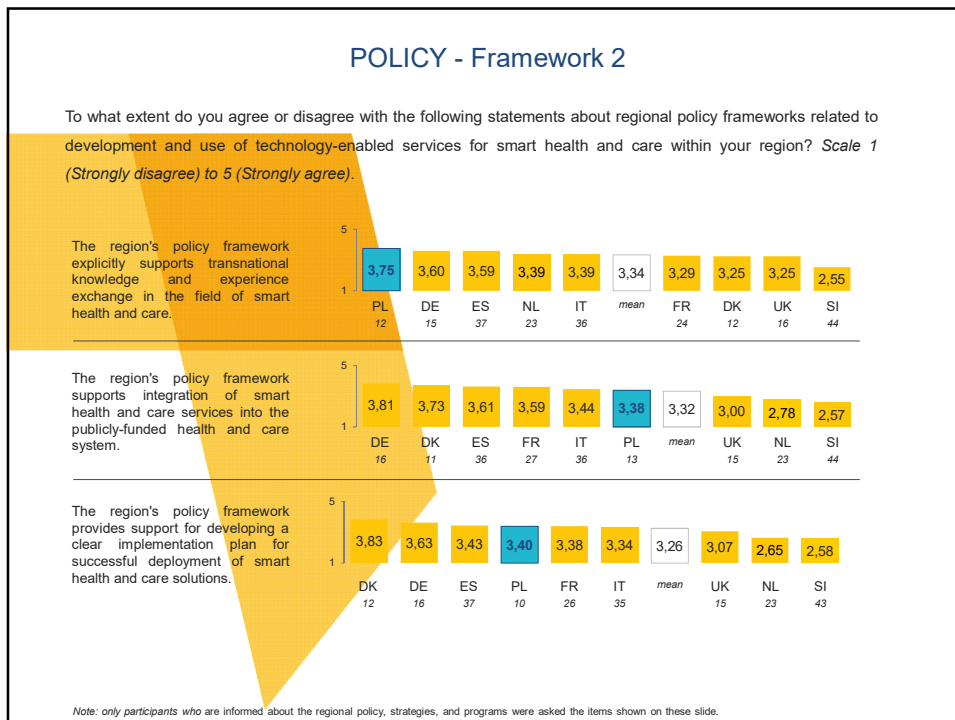 POLICY - Framework 2
To what extent do you agree or disagree with the following statements about regional policy frameworks related to
development and use of technology-enabled services for smart health and care within your region? Scale 1
(Strongly disagree) to 5 (Strongly agree).
The region's policy framework
explicitly supports transnational
knowledge and experience
exchange in the field of smart
health and care.
5
1
3,75 3,60 3,59 3,39 3,39 3,34 3,29 3,25 3,25 2,55
PL DE ES NL IT mean FR DK UK SI
12 15 37 23 36 24 12 16 44
The region's policy framework
supports integration of smart
health and care services into the
publicly-funded health and care
system.
5
1
3,81 3,73 3,61 3,59 3,44 3,38 3,32 3,00 2,78 2,57
DE DK ES FR IT PL mean UK NL SI
16 11 36 27 36 13 15 23 44
The region's policy framework
provides support for developing a
clear implementation plan for
successful deployment of smart
health and care solutions.
5
1
3,83 3,63 3,43 3,40 3,38 3,34 3,26 3,07 2,65 2,58
DK DE ES PL FR IT mean UK NL SI
12 16 37 10 26 35 15 23 43
Note: only participants who are informed about the regional policy, strategies, and programs were asked the items shown on these slide.